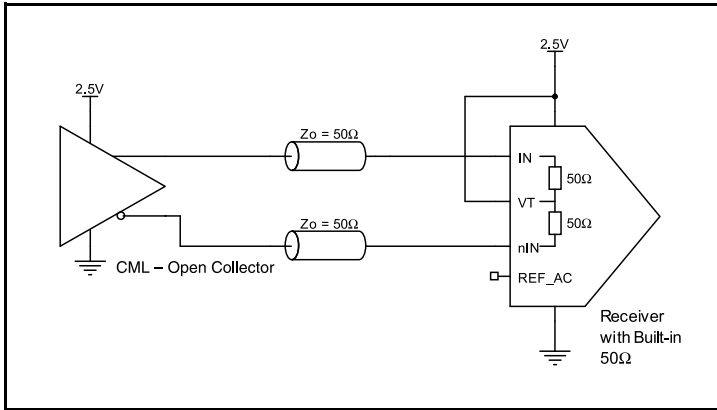 2.5V
2.5V
Zo = 50Ω
IN
50Ω
VT
Zo = 50Ω
50Ω
nIN
CML – Open Collector
REF_AC
Receiver
with Built-in
50Ω